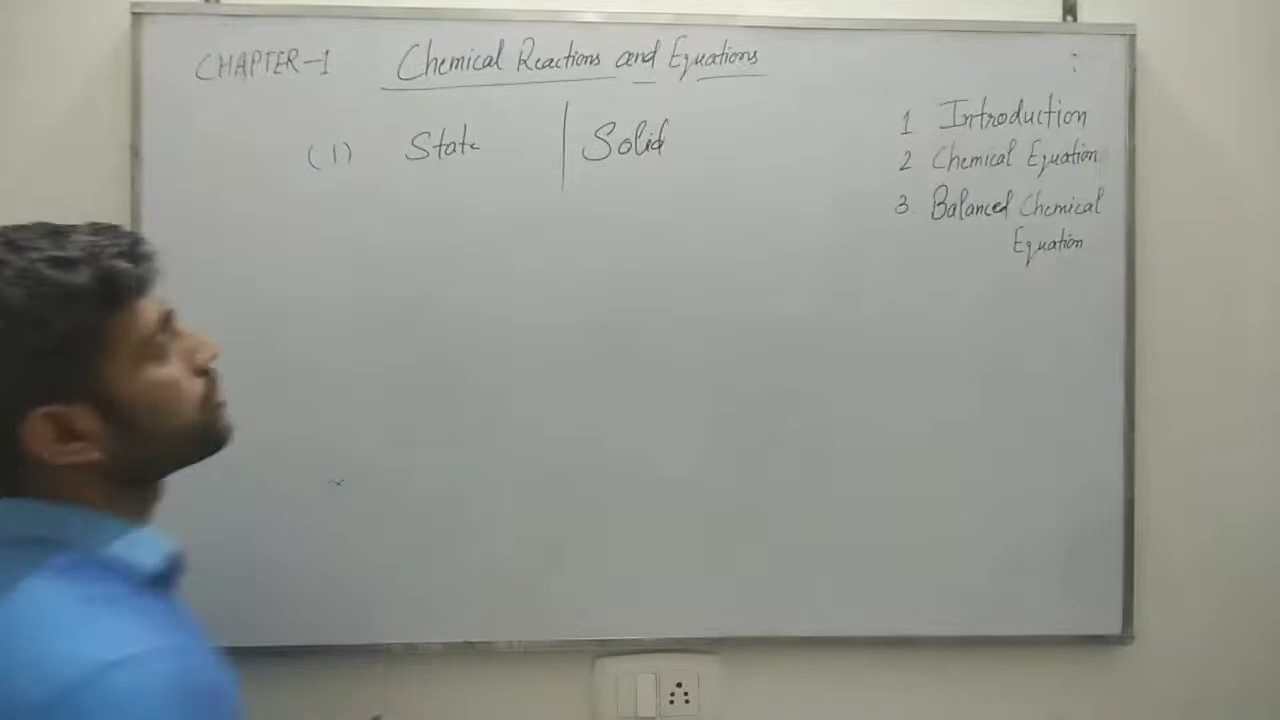 CHAPTER-1 Chemical Reactions and Equations
(1) State | Solid
1 Introduction
2 Chemical Equation
3 Balanced Chemical
Equation